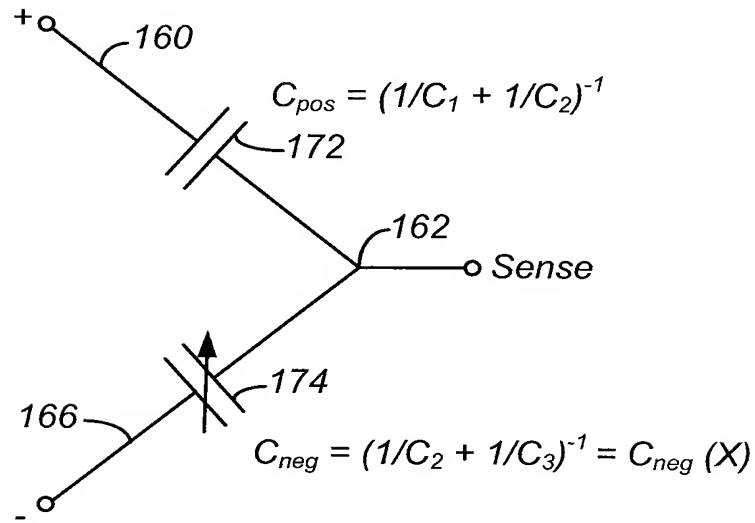 +
160
C_pos = (1/C_1 + 1/C_2)^-1
172
162
Sense
174
166
C_neg = (1/C_2 + 1/C_3)^-1 = C_neg (X)
-